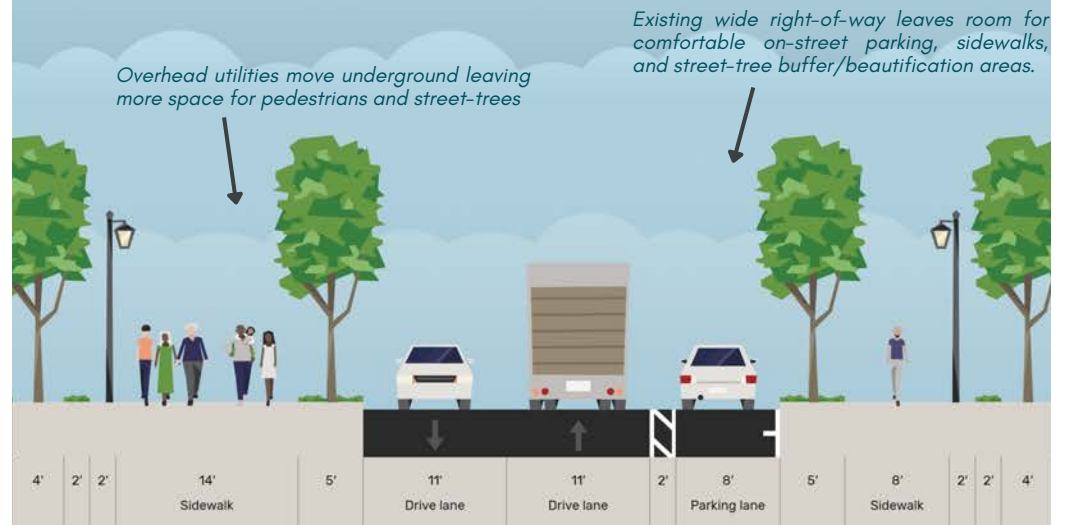 Existing wide right-of-way leaves room for
comfortable on-street parking, sidewalks,
and street-tree buffer/beautification areas.
Overhead utilities move underground leaving
more space for pedestrians and street-trees
4' 2' 2' 14' 5' 11' 11' 2' 8' 5' 8' 2' 2' 4'
Sidewalk Drive lane Drive lane Parking lane Sidewalk